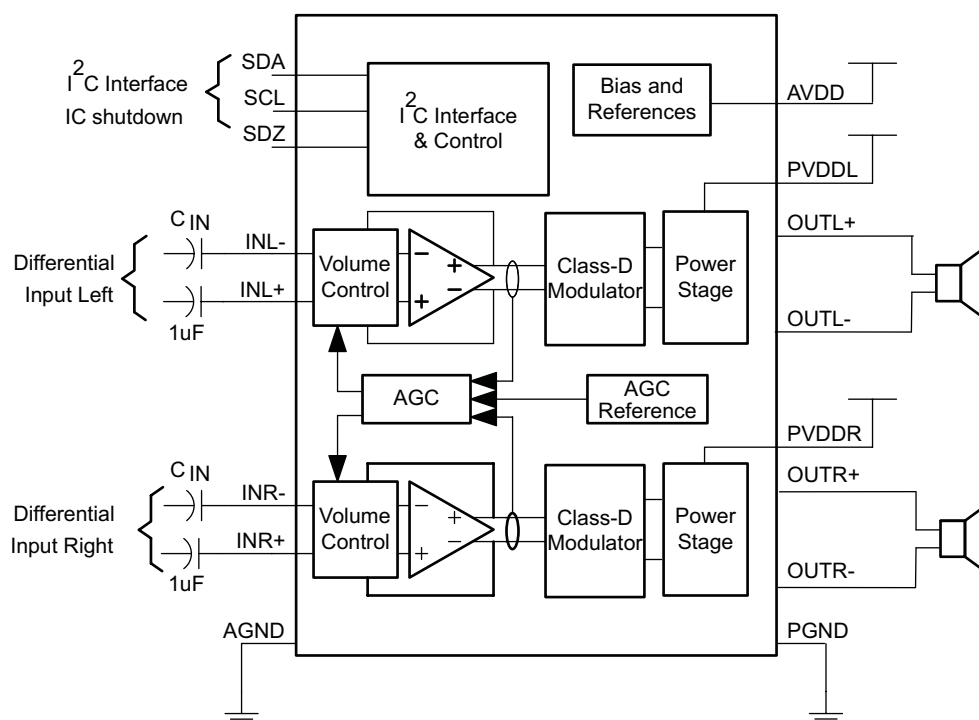 SDA
I2C Interface
IC shutdown
SCL
SDZ
I2C Interface
& Control
Bias and
References
AVDD
PVDDL
CIN
INL-
Differential
Input Left
INL+
1uF
Volume
Control
−
+
+
−
Class-D
Modulator
Power
Stage
OUTL+
OUTL-
AGC
AGC
Reference
PVDDR
CIN
INR-
Differential
Input Right
INR+
1uF
Volume
Control
−
+
+
−
Class-D
Modulator
Power
Stage
OUTR+
OUTR-
AGND
PGND